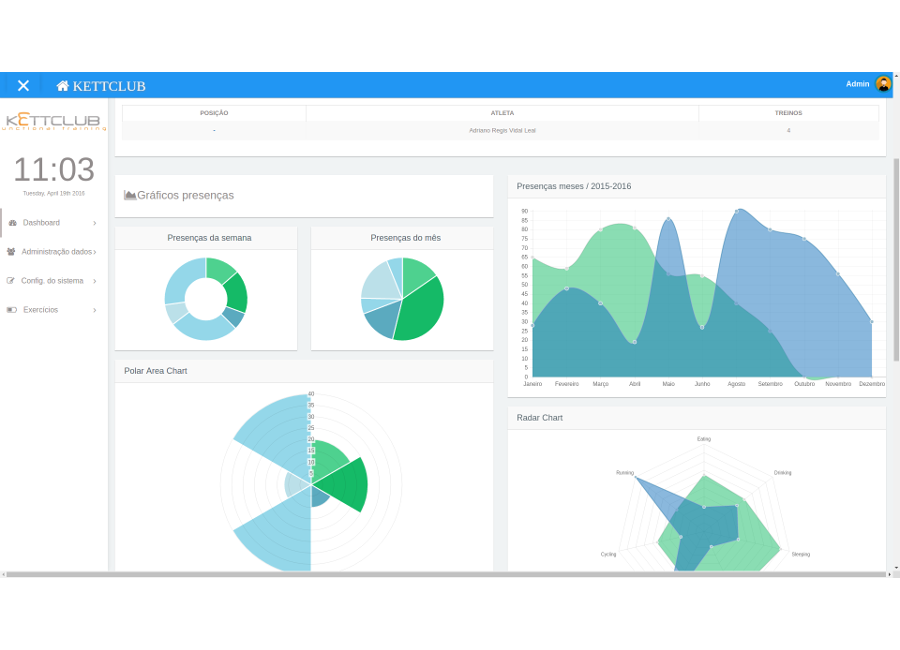 KETTCLUB
Admin
KETTCLUB
functional training
11:03
Tuesday, April 19th 2016
Dashboard
Administração dados
Config. do sistema
Exercícios
POSIÇÃO ATLETA TREINOS
- Adriano Regis Vidal Leal 4
Gráficos presenças
Presenças da semana
Presenças do mês
Polar Area Chart
40
35
30
25
20
15
10
5
Presenças meses / 2015-2016
90
85
80
75
70
65
60
55
50
45
40
35
30
25
20
15
10
5
0
Janeiro Fevereiro Março Abril Maio Junho Agosto Setembro Outubro Novembro Dezembro
Radar Chart
Eating
Drinking
Sleeping
Cycling
Running